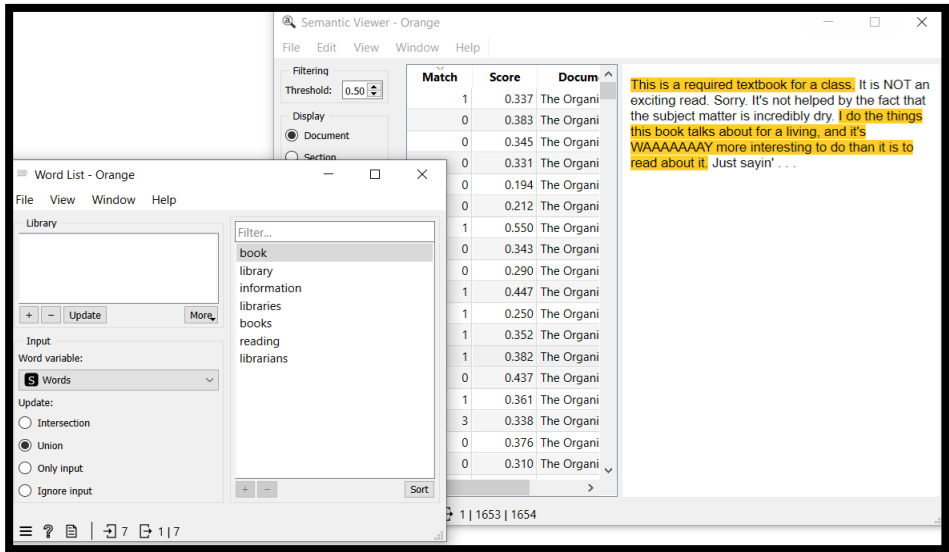 Semantic Viewer - Orange
File Edit View Window Help
Filtering
Threshold: 0.50
Display
Document
Section
Match Score Docum
1 0.337 The Organi
0 0.383 The Organi
0 0.345 The Organi
0 0.331 The Organi
0 0.194 The Organi
0 0.212 The Organi
1 0.550 The Organi
0 0.343 The Organi
0 0.290 The Organi
1 0.447 The Organi
1 0.250 The Organi
1 0.352 The Organi
1 0.382 The Organi
0 0.437 The Organi
1 0.361 The Organi
3 0.338 The Organi
0 0.376 The Organi
0 0.310 The Organi
1 | 1653 | 1654
This is a required textbook for a class. It is NOT an
exciting read. Sorry. It's not helped by the fact that
the subject matter is incredibly dry. I do the things
this book talks about for a living, and it's
WAAAAAAAY more interesting to do than it is to
read about it. Just sayin' . . .
Word List - Orange
File View Window Help
Library
+ − Update More
Input
Word variable:
S Words
Update:
Intersection
Union
Only input
Ignore input
Filter...
book
library
information
libraries
books
reading
librarians
+ − Sort
? 7 1 | 7